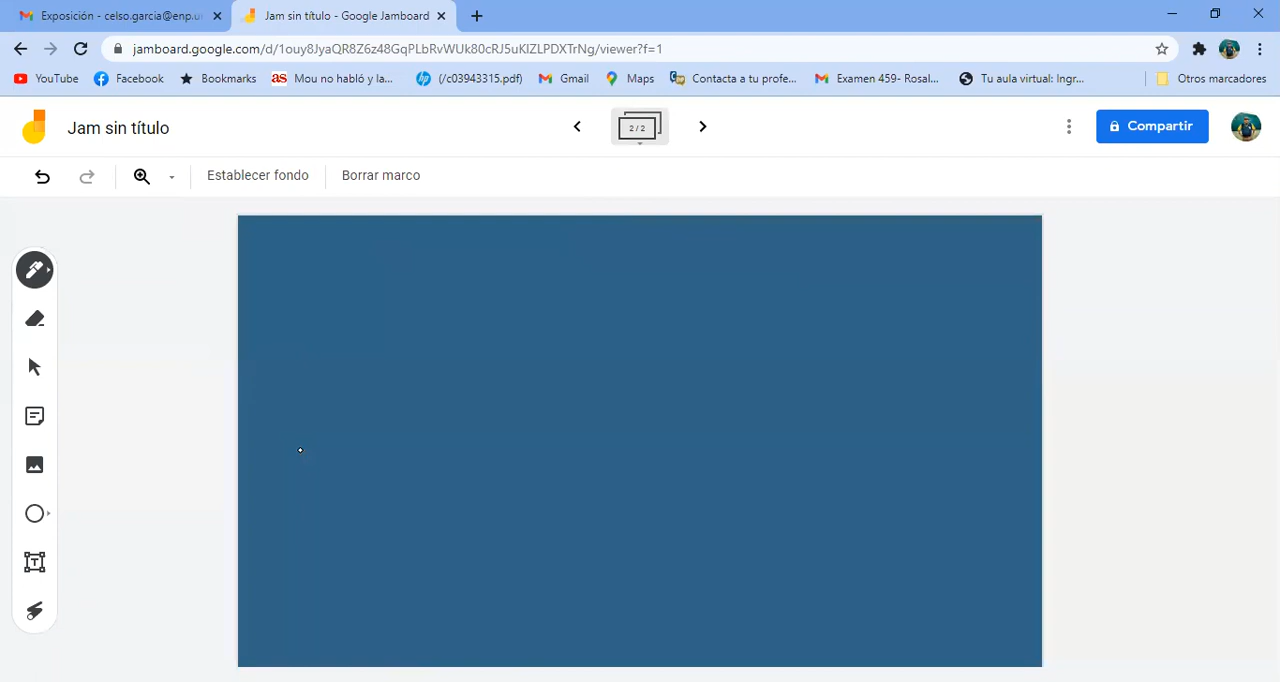 Exposición - celso.garcia@enp.u
Jam sin título - Google Jamboard
jamboard.google.com/d/1ouy8JyaQR8Z6z48GqPLbRvWUk80cRJ5uKIZLPDXTrNg/viewer?f=1
YouTube
Facebook
Bookmarks
as Mou no habló y la...
hp (/c03943315.pdf)
Gmail
Maps
Contacta a tu profe...
Examen 459- Rosal...
Tu aula virtual: Ingr...
Otros marcadores
Jam sin título
2 / 2
Compartir
Establecer fondo
Borrar marco